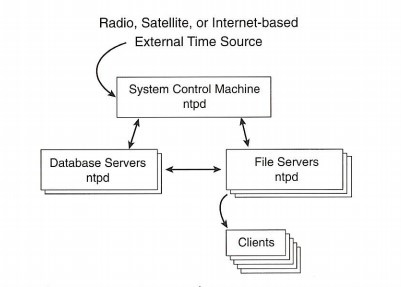 Radio, Satellite, or Internet-based
External Time Source
System Control Machine
ntpd
Database Servers
ntpd
File Servers
ntpd
Clients